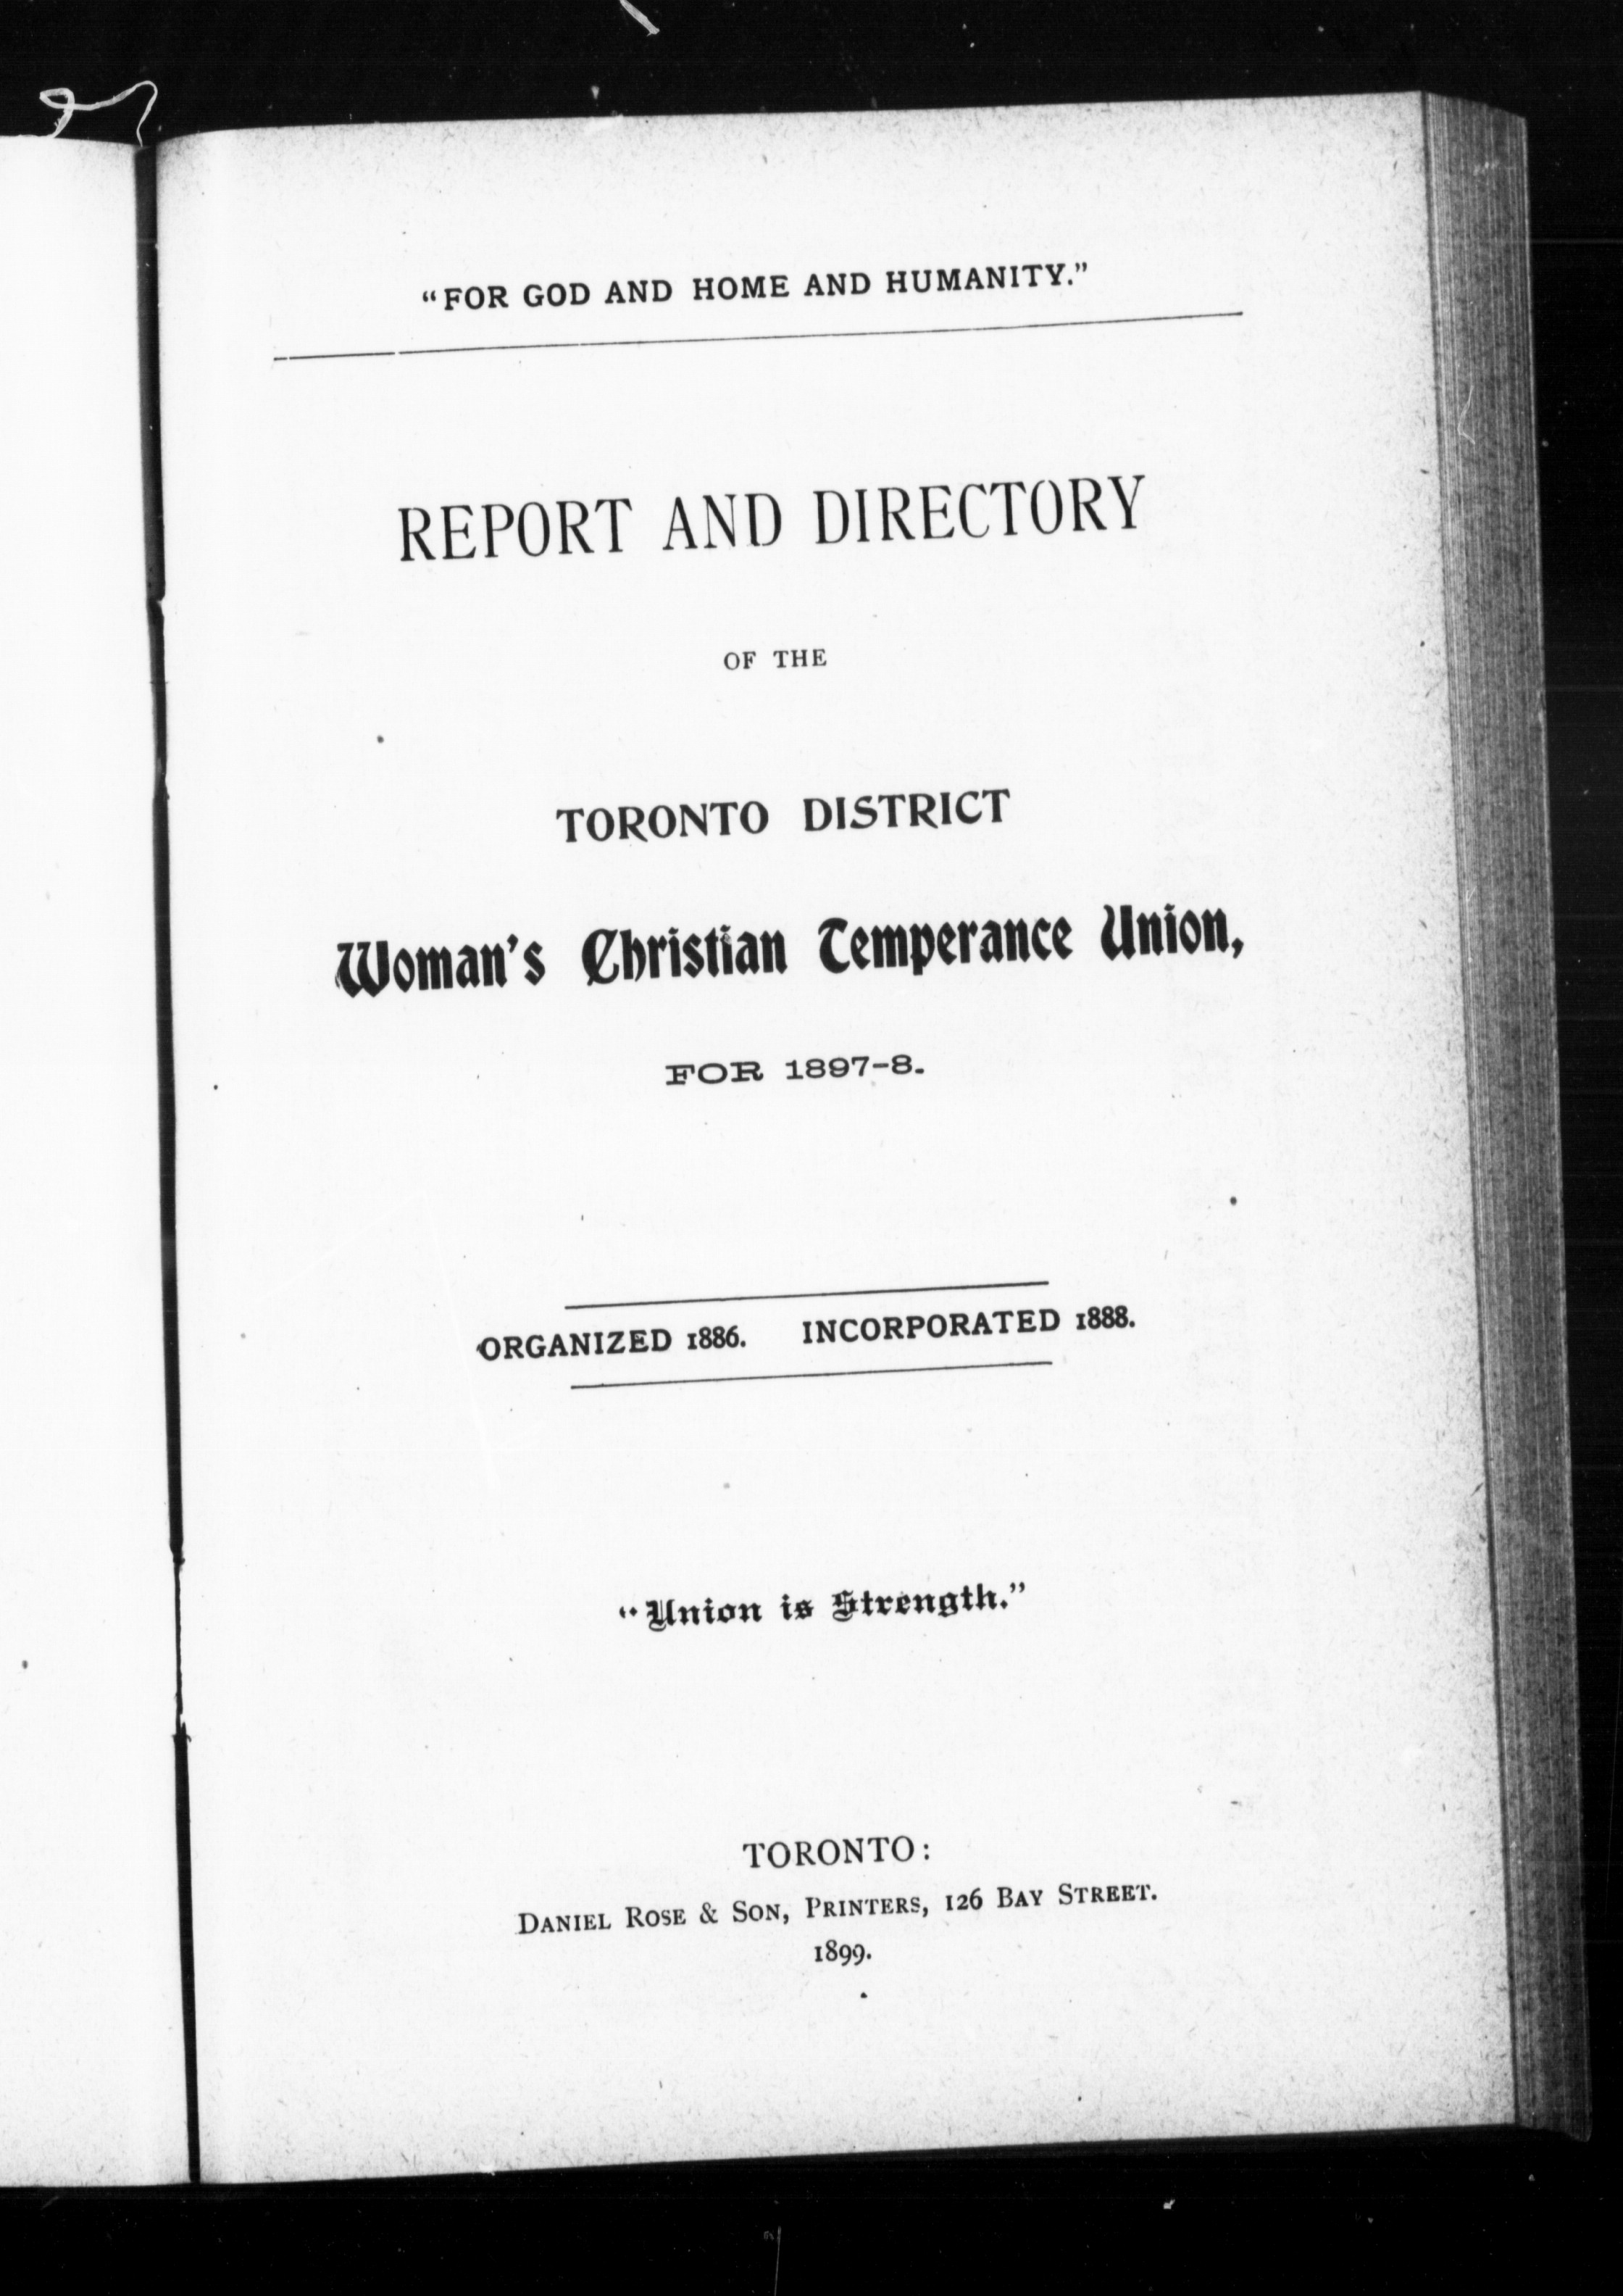 “FOR GOD AND HOME AND HUMANITY.”
REPORT AND DIRECTORY
OF THE
TORONTO DISTRICT
Woman's Christian Temperance Union,
FOR 1897-8.
ORGANIZED 1886. INCORPORATED 1888.
“Union is Strength.”
TORONTO:
DANIEL ROSE & SON, PRINTERS, 126 BAY STREET.
1899.